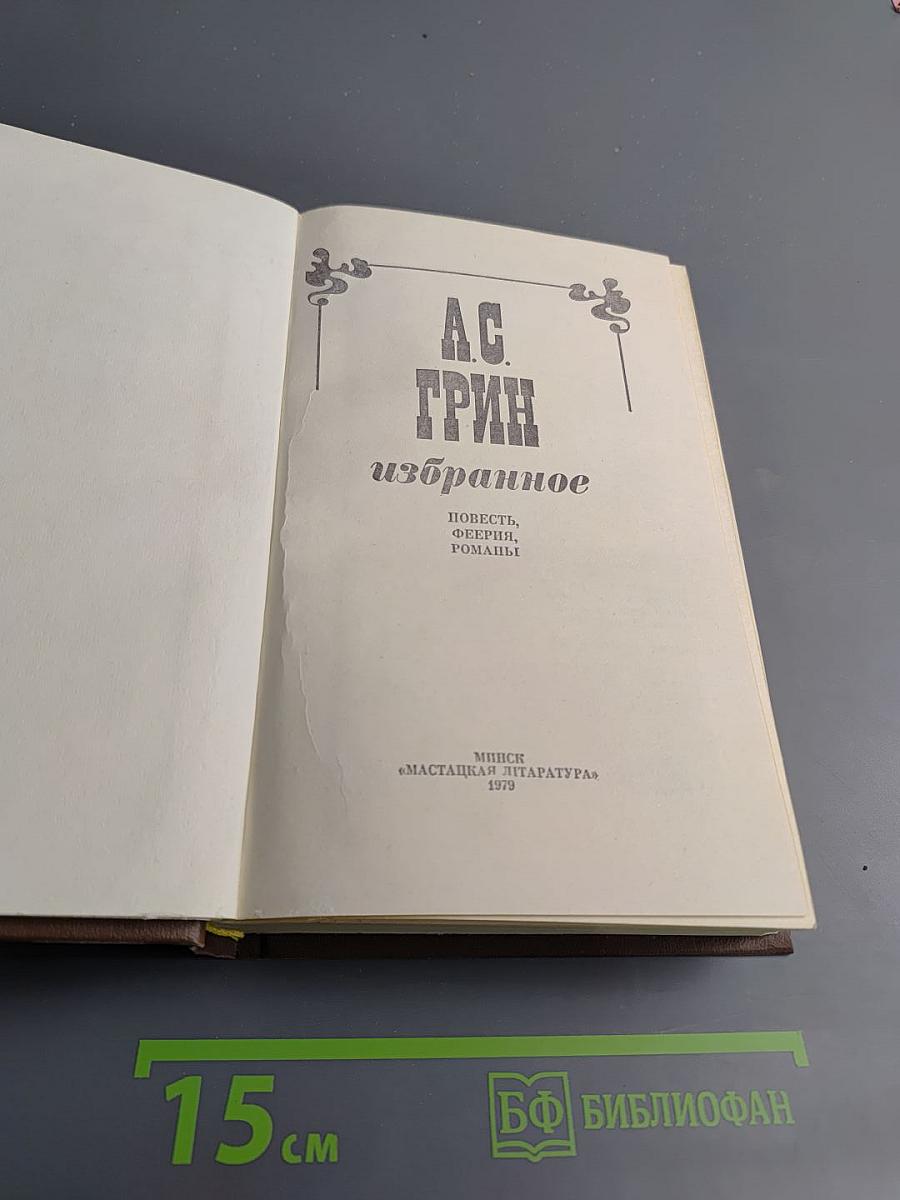 А.С.
ГРИН
избранное
ПОВЕСТЬ,
ФЕЕРИЯ,
РОМАНЫ
МИНСК
«МАСТАЦКАЯ ЛІТАРАТУРА»
1979
15 см
БФ БИБЛИОФАН